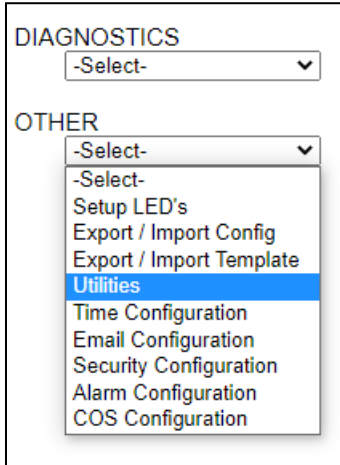 DIAGNOSTICS
-Select-
OTHER
-Select-
-Select-
Setup LED's
Export / Import Config
Export / Import Template
Utilities
Time Configuration
Email Configuration
Security Configuration
Alarm Configuration
COS Configuration